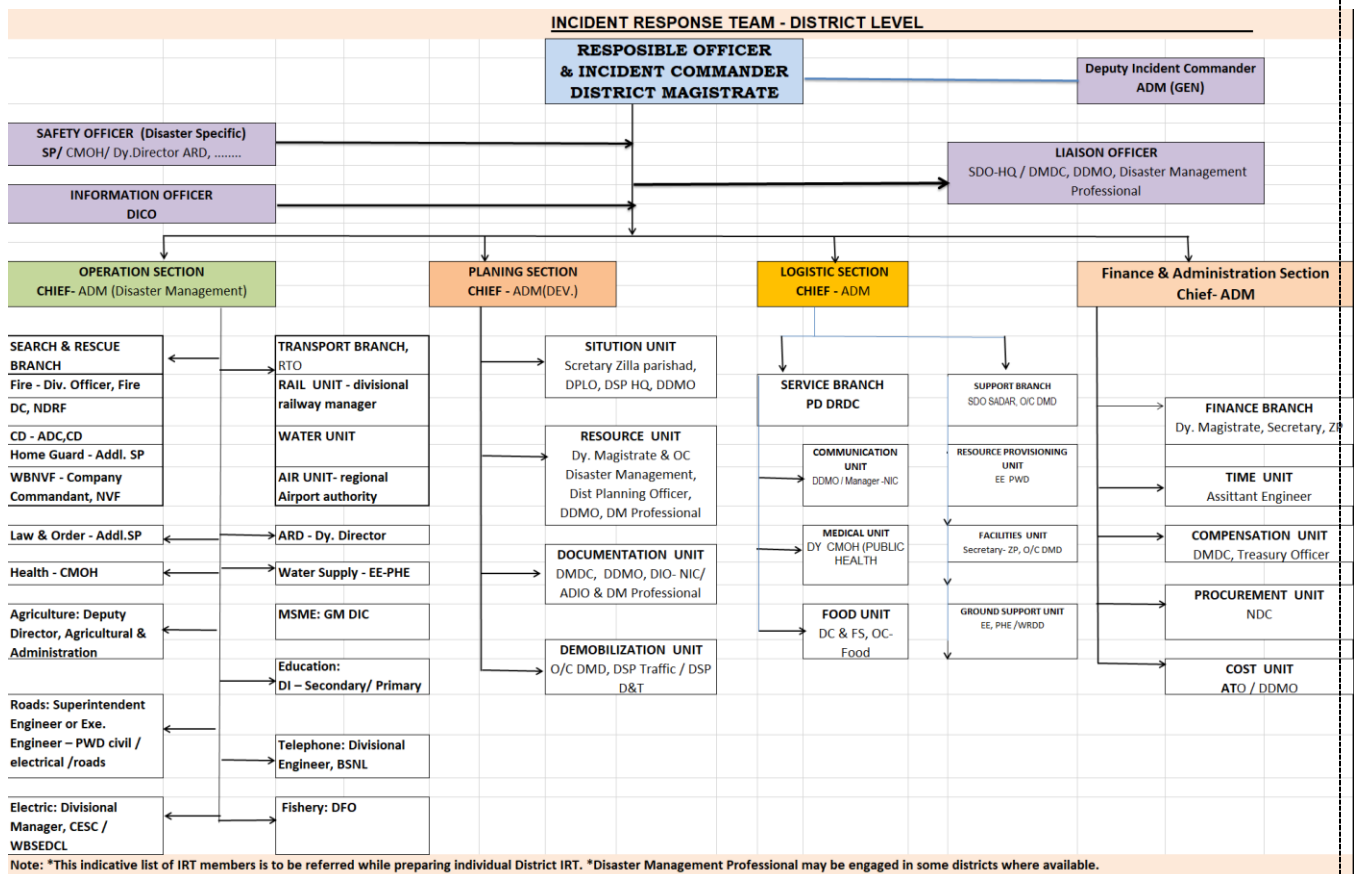 INCIDENT RESPONSE TEAM - DISTRICT LEVEL
RESPOSIBLE OFFICER
& INCIDENT COMMANDER
DISTRICT MAGISTRATE
Deputy Incident Commander
ADM (GEN)
SAFETY OFFICER (Disaster Specific)
SP/ CMOH/ Dy.Director ARD, ........
LIAISON OFFICER
SDO-HQ / DMDC, DDMO, Disaster Management
Professional
INFORMATION OFFICER
DICO
OPERATION SECTION
CHIEF- ADM (Disaster Management)
PLANING SECTION
CHIEF - ADM(DEV.)
LOGISTIC SECTION
CHIEF - ADM
Finance & Administration Section
Chief- ADM
SEARCH & RESCUE
BRANCH
Fire - Div. Officer, Fire
DC, NDRF
CD - ADC,CD
Home Guard - Addl. SP
WBNVF - Company
Commandant, NVF
Law & Order - Addl.SP
Health - CMOH
Agriculture: Deputy
Director, Agricultural &
Administration
Roads: Superintendent
Engineer or Exe.
Engineer – PWD civil /
electrical /roads
Electric: Divisional
Manager, CESC /
WBSEDCL
TRANSPORT BRANCH,
RTO
RAIL UNIT - divisional
railway manager
WATER UNIT
AIR UNIT- regional
Airport authority
ARD - Dy. Director
Water Supply - EE-PHE
MSME: GM DIC
Education:
DI – Secondary/ Primary
Telephone: Divisional
Engineer, BSNL
Fishery: DFO
SITUTION UNIT
Scretary Zilla parishad,
DPLO, DSP HQ, DDMO
RESOURCE UNIT
Dy. Magistrate & OC
Disaster Management,
Dist Planning Officer,
DDMO, DM Professional
DOCUMENTATION UNIT
DMDC, DDMO, DIO- NIC/
ADIO & DM Professional
DEMOBILIZATION UNIT
O/C DMD, DSP Traffic / DSP
D&T
SERVICE BRANCH
PD DRDC
COMMUNICATION
UNIT
DDMO / Manager -NIC
MEDICAL UNIT
DY CMOH (PUBLIC
HEALTH
FOOD UNIT
DC & FS, OC-
Food
SUPPORT BRANCH
SDO SADAR, O/C DMD
RESOURCE PROVISIONING
UNIT
EE PWD
FACILITIES UNIT
Secretary- ZP, O/C DMD
GROUND SUPPORT UNIT
EE, PHE /WRDD
FINANCE BRANCH
Dy. Magistrate, Secretary, ZP
TIME UNIT
Assittant Engineer
COMPENSATION UNIT
DMDC, Treasury Officer
PROCUREMENT UNIT
NDC
COST UNIT
ATO / DDMO
Note: *This indicative list of IRT members is to be referred while preparing individual District IRT. *Disaster Management Professional may be engaged in some districts where available.